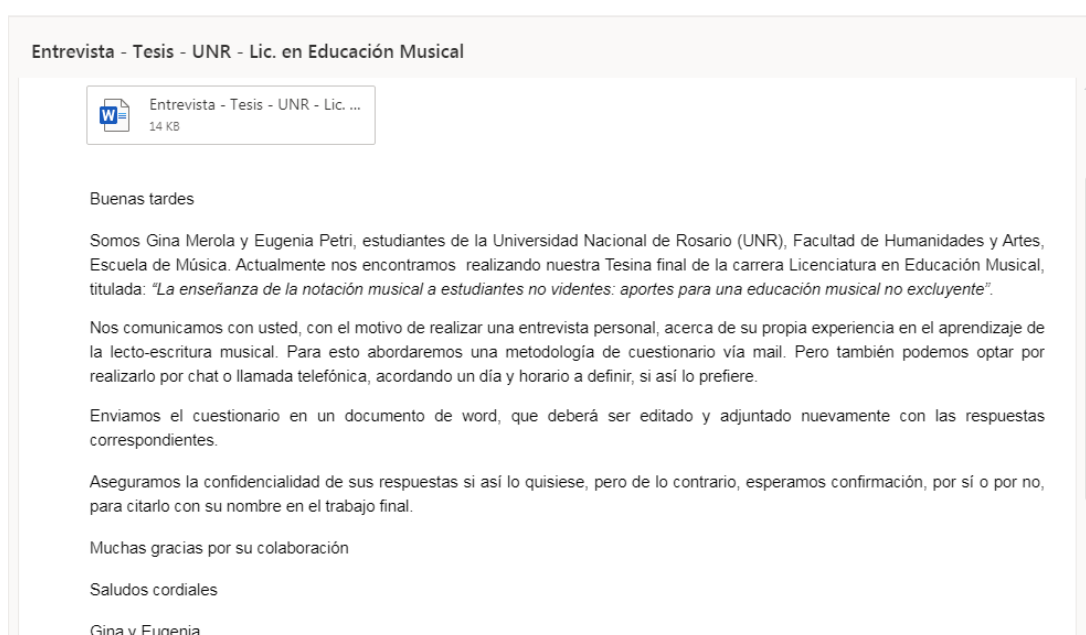 Entrevista - Tesis - UNR - Lic. en Educación Musical
Entrevista - Tesis - UNR - Lic. ...
14 KB
Buenas tardes
Somos Gina Merola y Eugenia Petri, estudiantes de la Universidad Nacional de Rosario (UNR), Facultad de Humanidades y Artes,
Escuela de Música. Actualmente nos encontramos realizando nuestra Tesina final de la carrera Licenciatura en Educación Musical,
titulada: “La enseñanza de la notación musical a estudiantes no videntes: aportes para una educación musical no excluyente”.
Nos comunicamos con usted, con el motivo de realizar una entrevista personal, acerca de su propia experiencia en el aprendizaje de
la lecto-escritura musical. Para esto abordaremos una metodología de cuestionario vía mail. Pero también podemos optar por
realizarlo por chat o llamada telefónica, acordando un día y horario a definir, si así lo prefiere.
Enviamos el cuestionario en un documento de word, que deberá ser editado y adjuntado nuevamente con las respuestas
correspondientes.
Aseguramos la confidencialidad de sus respuestas si así lo quisiese, pero de lo contrario, esperamos confirmación, por sí o por no,
para citarlo con su nombre en el trabajo final.
Muchas gracias por su colaboración
Saludos cordiales
Gina y Eugenia